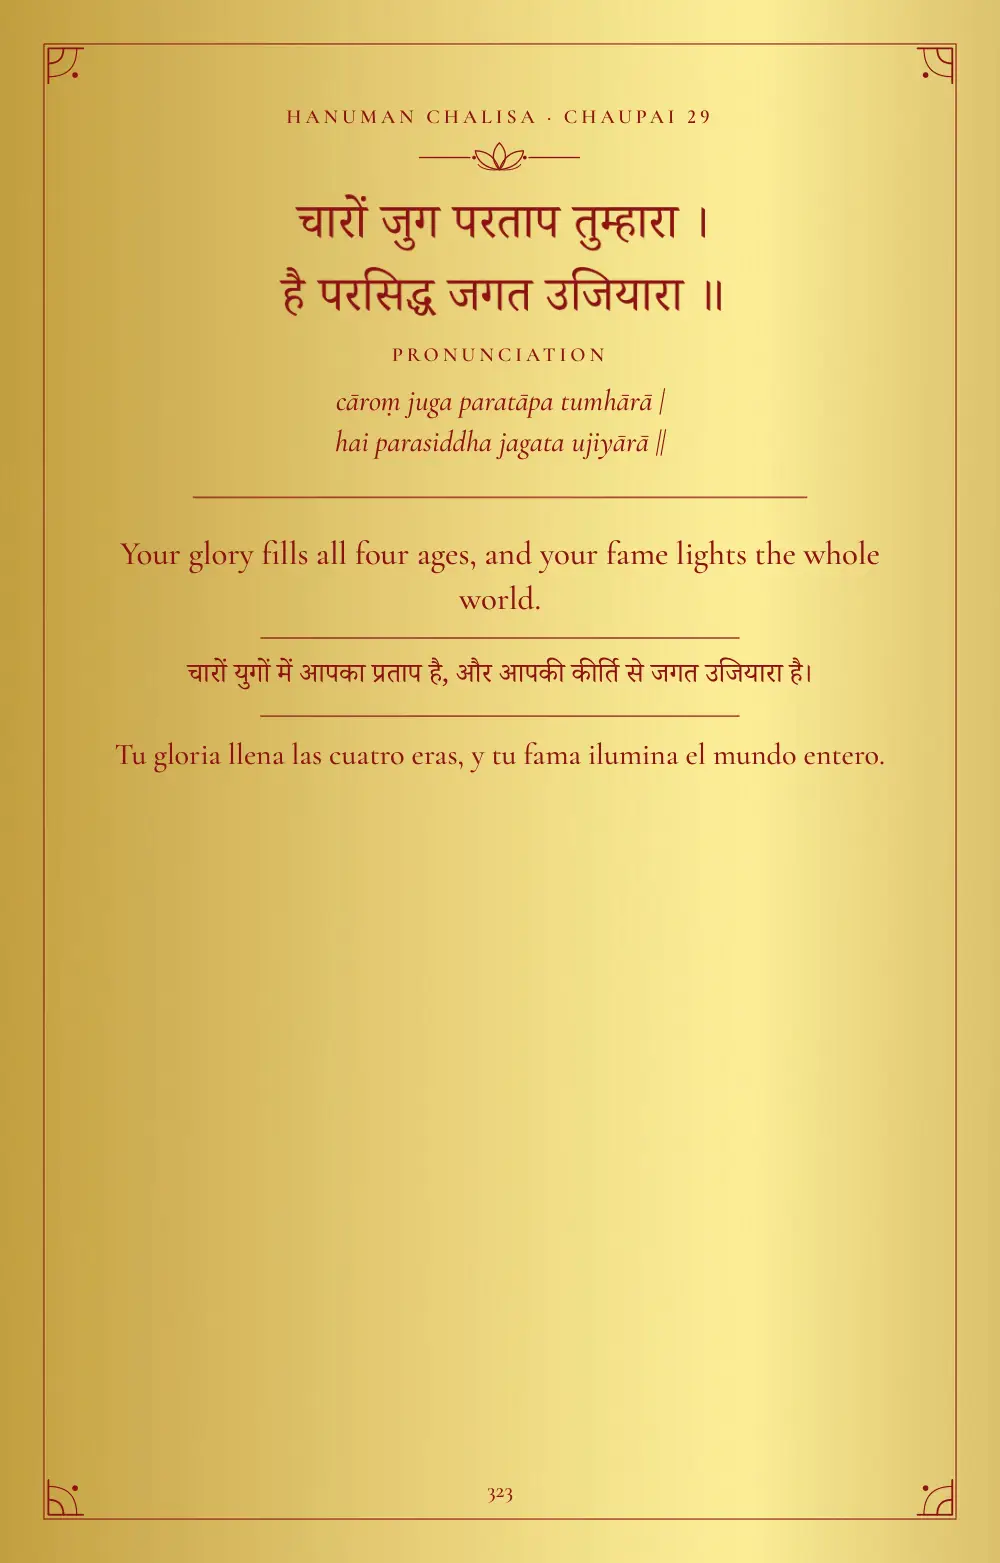 HANUMAN CHALISA · CHAUPAI 29
चारों जुग परताप तुम्हारा ।
है परसिद्ध जगत उजियारा ॥
PRONUNCIATION
cāroṃ juga paratāpa tumhārā |
hai parasiddha jagata ujiyārā ||
Your glory fills all four ages, and your fame lights the whole
world.
चारों युगों में आपका प्रताप है, और आपकी कीर्ति से जगत उजियारा है।
Tu gloria llena las cuatro eras, y tu fama ilumina el mundo entero.
323